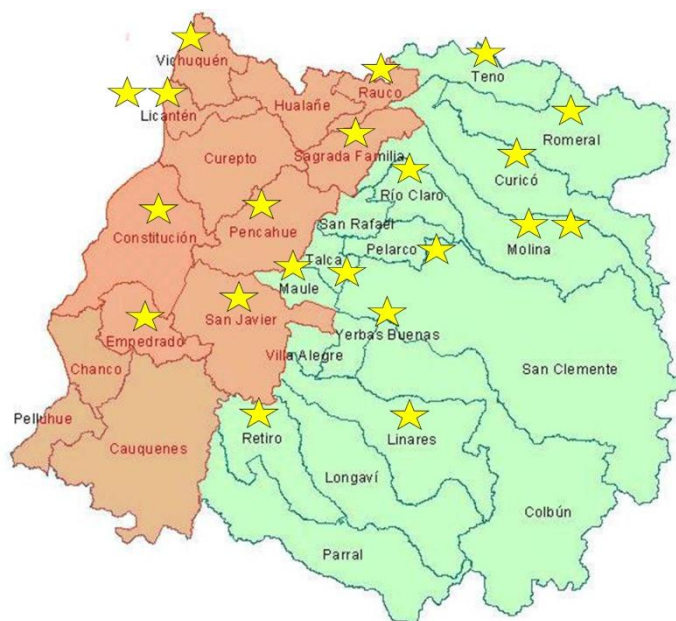 Vichuquén
Teno
Rauco
Hualañe
Licantén
Romeral
Curepto
Sagrada Familia
Curicó
Río Claro
San Rafael
Constitución
Pencahue
Molina
Pelarco
Talca
Maule
San Javier
Yerbas Buenas
Empedrado
Villa Alegre
Chanco
San Clemente
Pelluhue
Cauquenes
Retiro
Linares
Longaví
Colbún
Parral